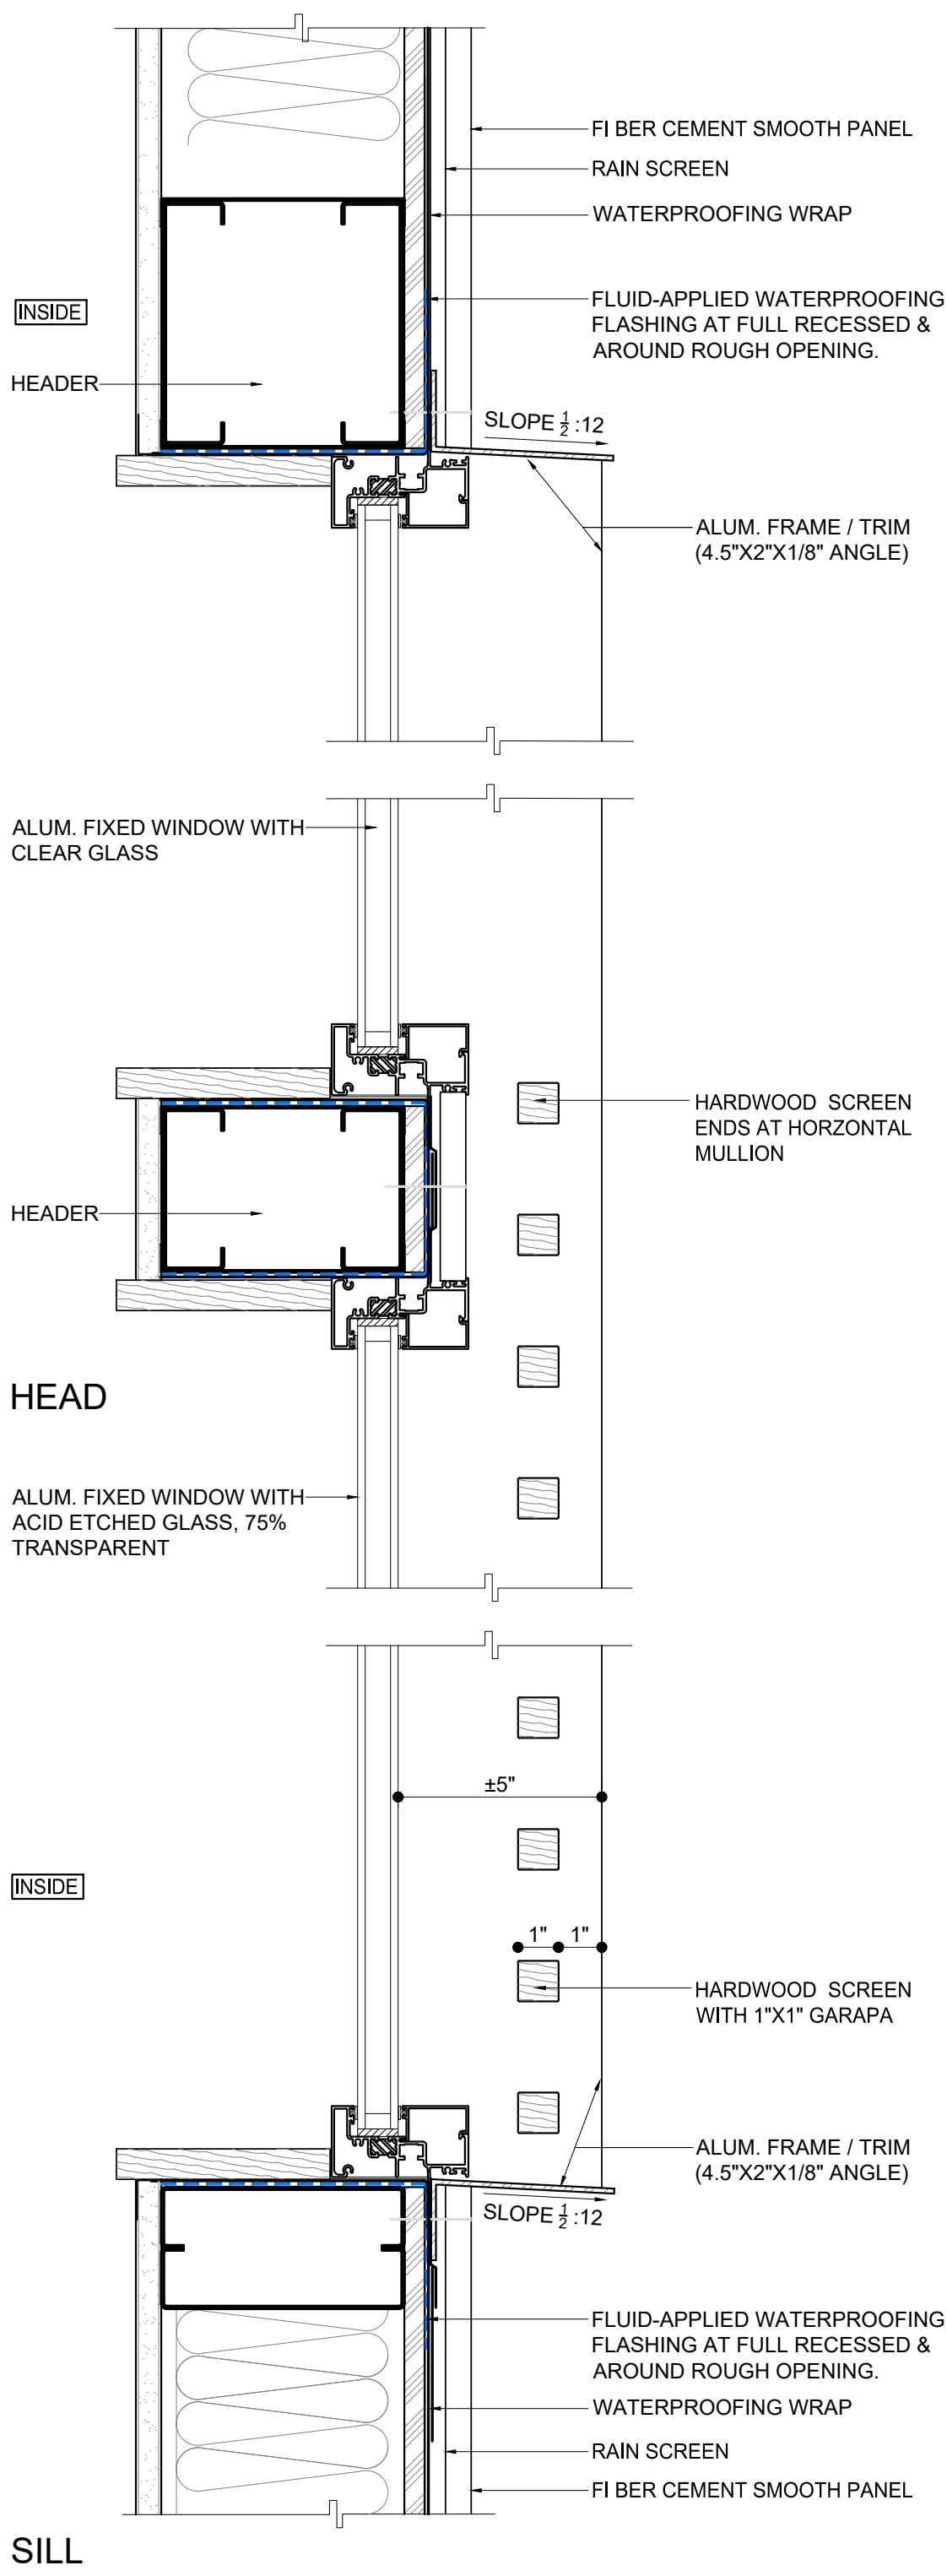 FI BER CEMENT SMOOTH PANEL
RAIN SCREEN
WATERPROOFING WRAP
INSIDE
FLUID-APPLIED WATERPROOFING
FLASHING AT FULL RECESSED &
AROUND ROUGH OPENING.
HEADER
SLOPE 1/2 :12
ALUM. FRAME / TRIM
(4.5"X2"X1/8" ANGLE)
ALUM. FIXED WINDOW WITH
CLEAR GLASS
HARDWOOD SCREEN
ENDS AT HORZONTAL
MULLION
HEADER
HEAD
ALUM. FIXED WINDOW WITH
ACID ETCHED GLASS, 75%
TRANSPARENT
±5"
INSIDE
1" 1"
HARDWOOD SCREEN
WITH 1"X1" GARAPA
ALUM. FRAME / TRIM
(4.5"X2"X1/8" ANGLE)
SLOPE 1/2 :12
FLUID-APPLIED WATERPROOFING
FLASHING AT FULL RECESSED &
AROUND ROUGH OPENING.
WATERPROOFING WRAP
RAIN SCREEN
FI BER CEMENT SMOOTH PANEL
SILL